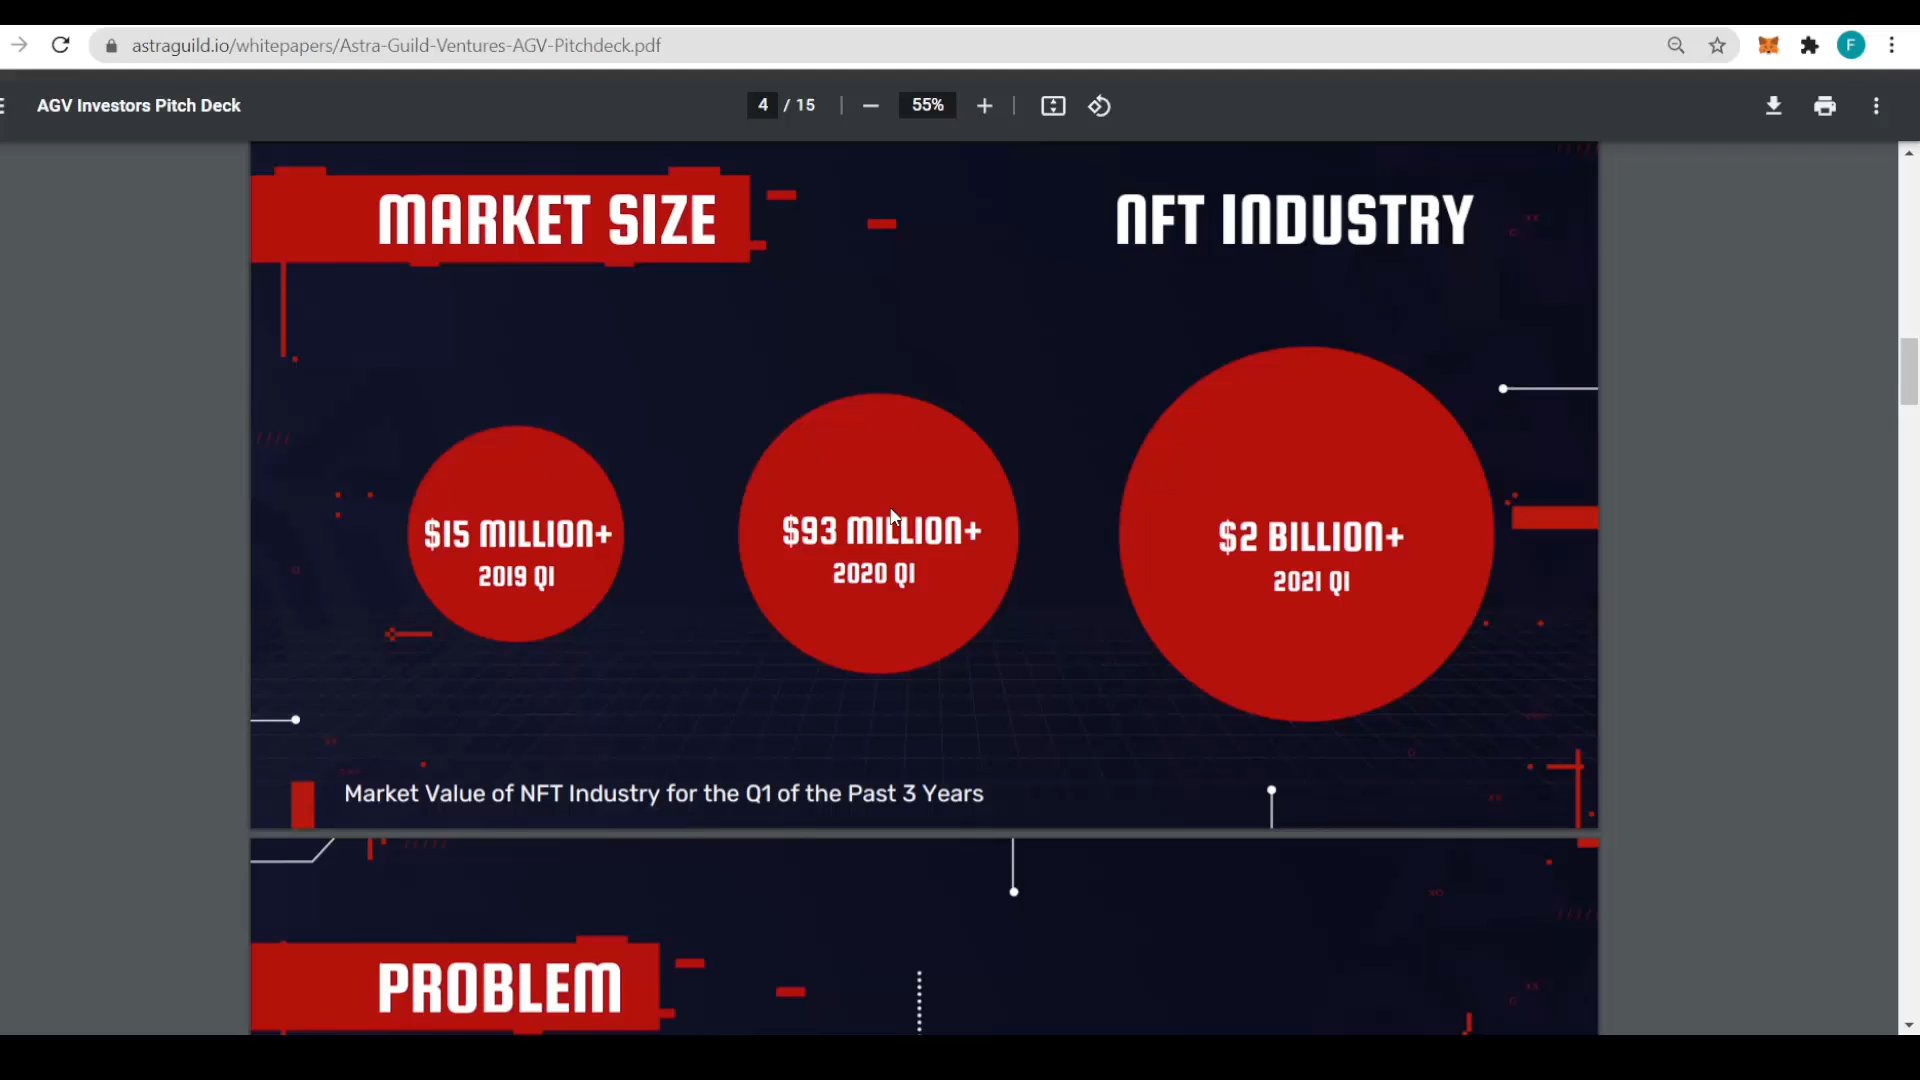 astraguild.io/whitepapers/Astra-Guild-Ventures-AGV-Pitchdeck.pdf
F
AGV Investors Pitch Deck
4 / 15
55%
MARKET SIZE
NFT INDUSTRY
$15 MILLION+
2019 Q1
$93 MILLION+
2020 Q1
$2 BILLION+
2021 Q1
Market Value of NFT Industry for the Q1 of the Past 3 Years
PROBLEM